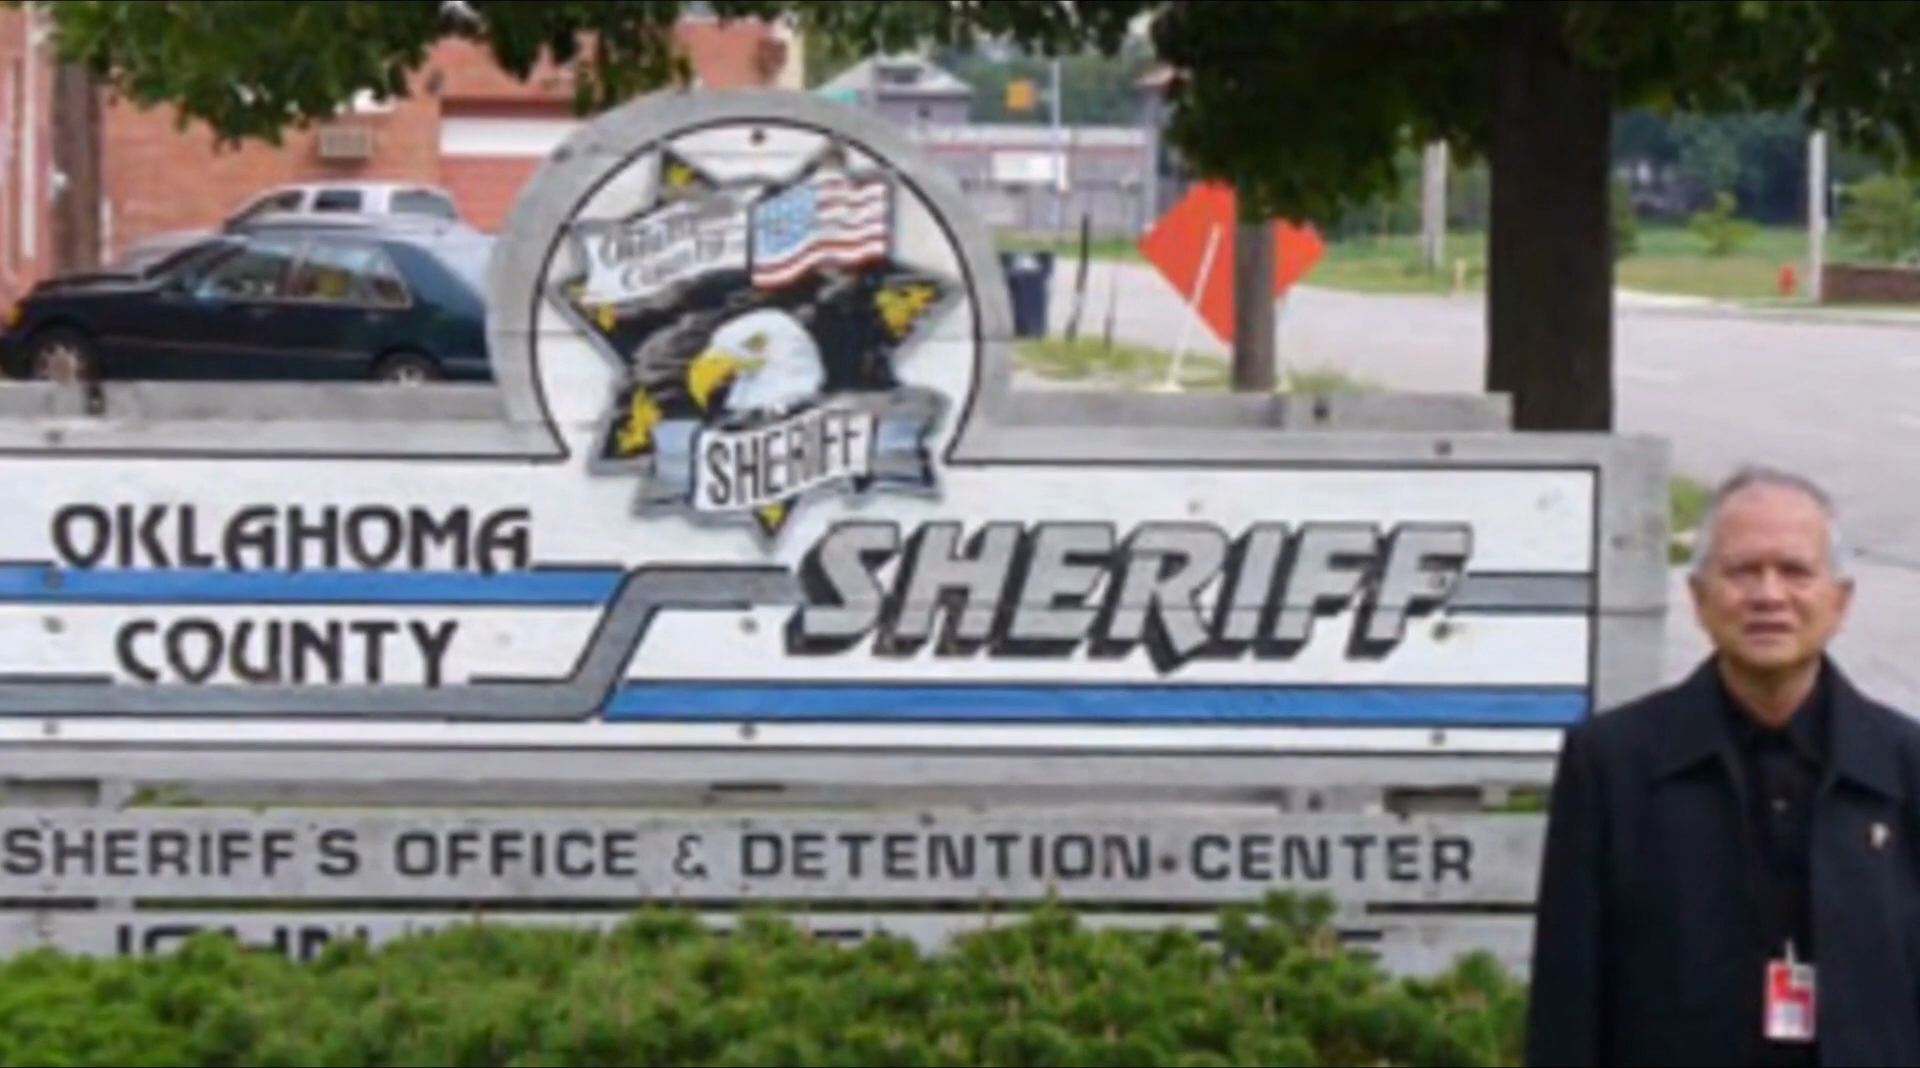 SHERIFF
OKLAHOMA
COUNTY
SHERIFF
SHERIFF'S OFFICE & DETENTION CENTER